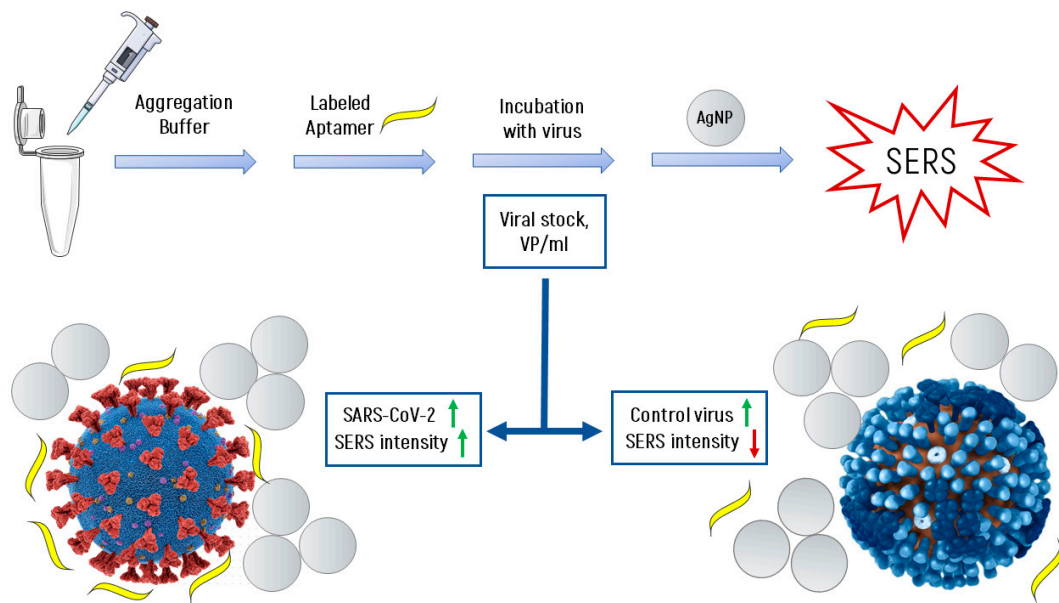 Aggregation
Buffer
Labeled
Aptamer
Incubation
with virus
AgNP
SERS
Viral stock,
VP/ml
SARS-CoV-2
SERS intensity
Control virus
SERS intensity